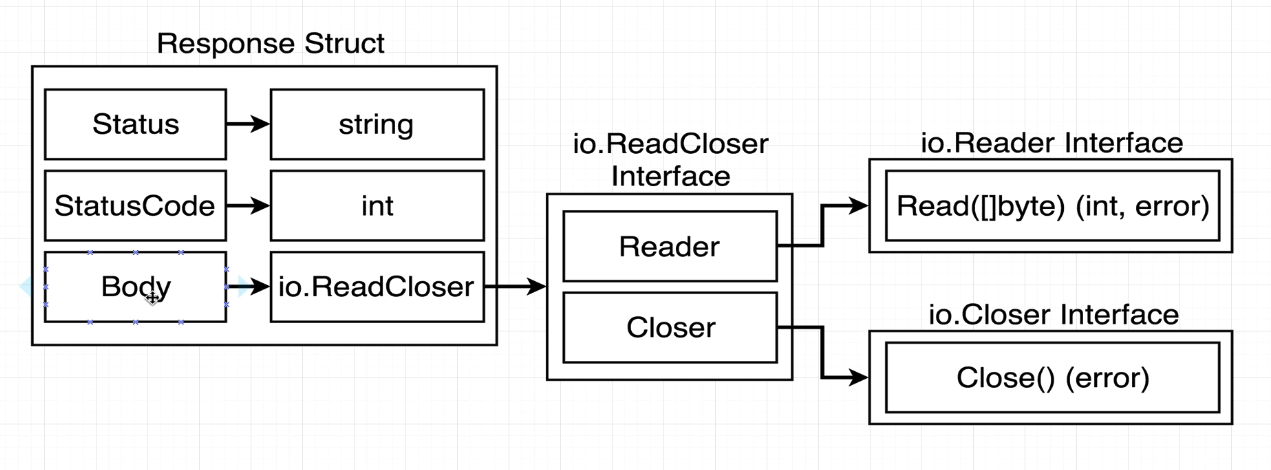 Response Struct
Status
string
StatusCode
int
Body
io.ReadCloser
io.ReadCloser
Interface
Reader
Closer
io.Reader Interface
Read([]byte) (int, error)
io.Closer Interface
Close() (error)